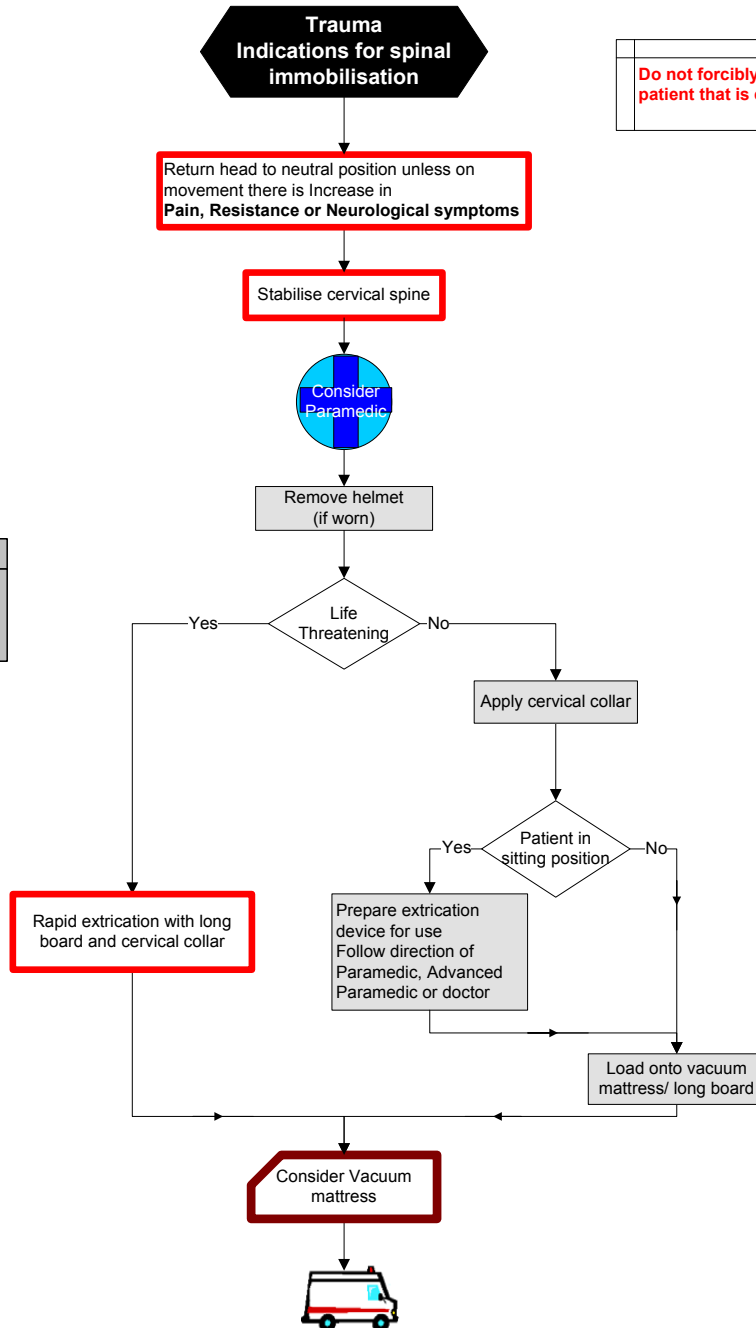 Trauma
Indications for spinal
immobilisation
Do not forcibly
patient that is
Return head to neutral position unless on
movement there is Increase in
Pain, Resistance or Neurological symptoms
Stabilise cervical spine
Consider
Paramedic
Remove helmet
(if worn)
Life
Threatening
Yes
No
Apply cervical collar
Patient in
sitting position
Yes
No
Rapid extrication with long
board and cervical collar
Prepare extrication
device for use
Follow direction of
Paramedic, Advanced
Paramedic or doctor
Load onto vacuum
mattress/ long board
Consider Vacuum
mattress